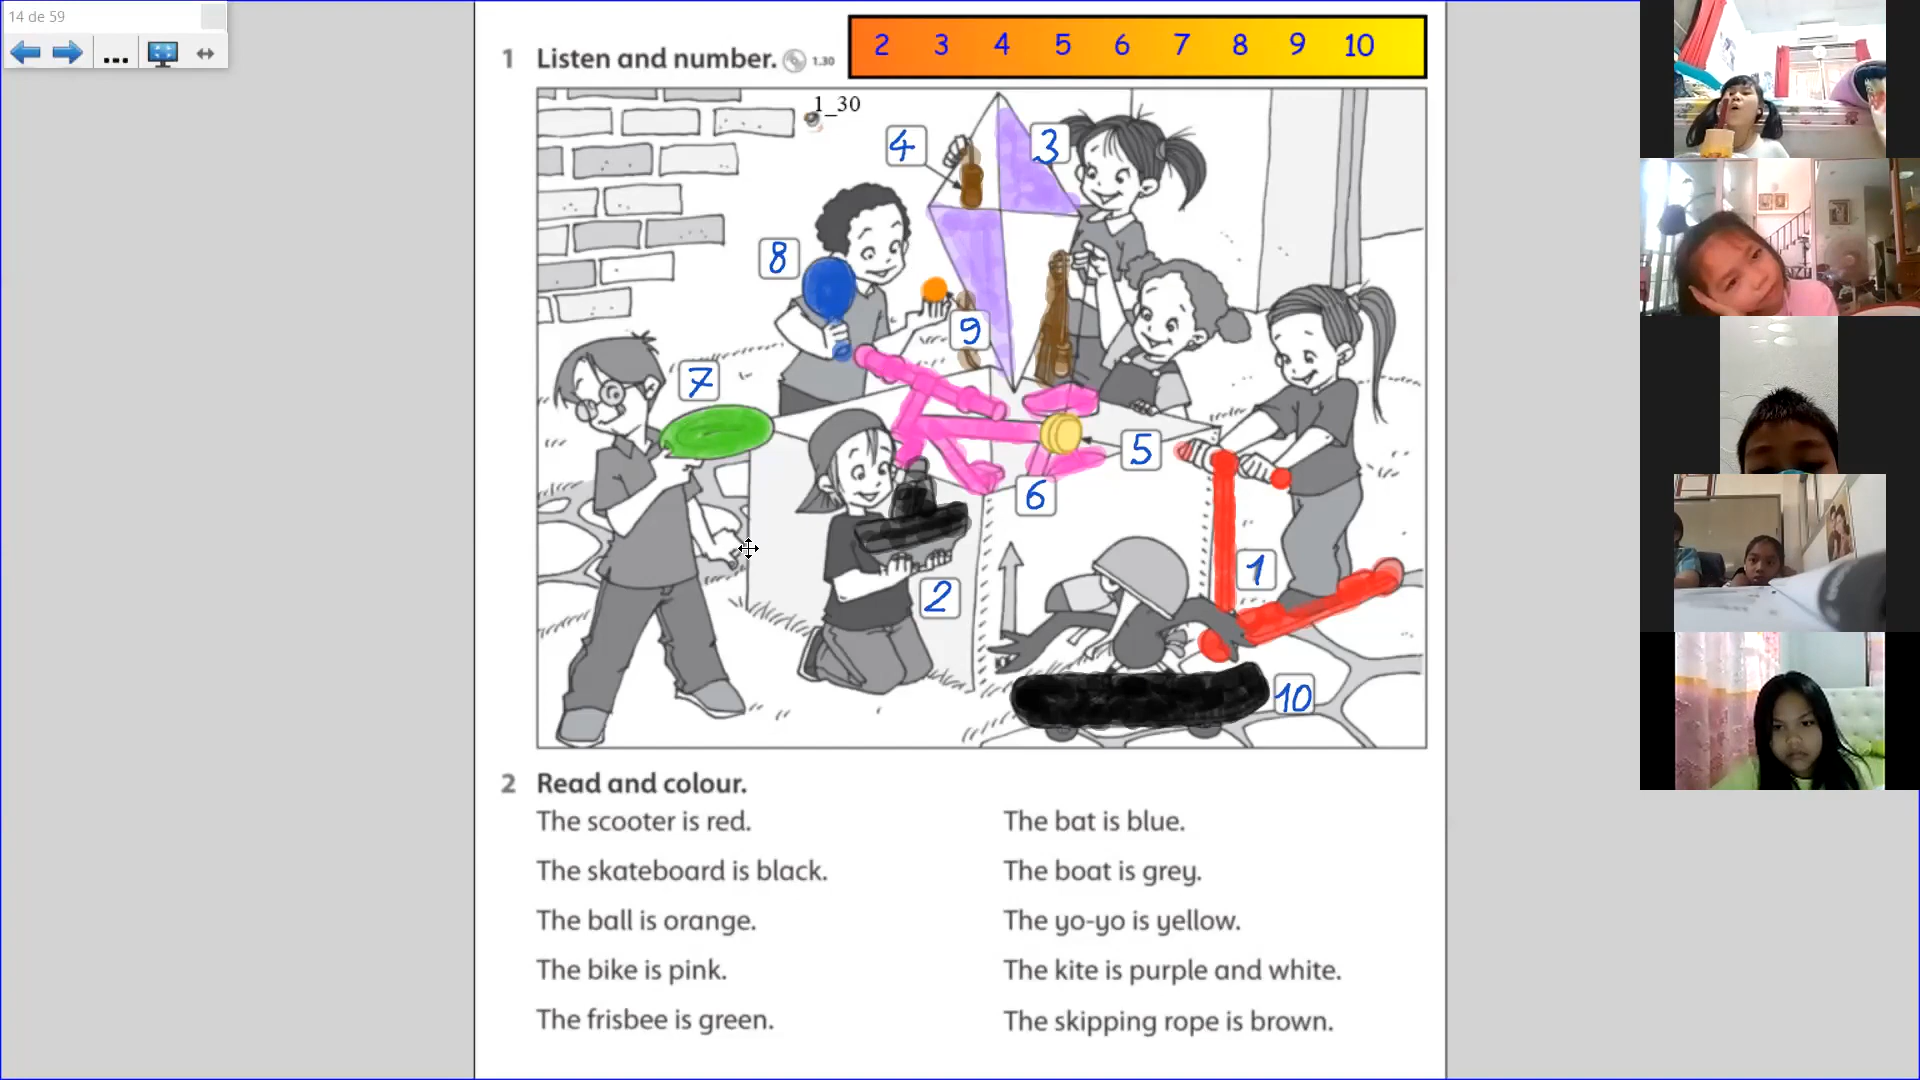 14 de 59
...
1 Listen and number. 1.30
2 3 4 5 6 7 8 9 10
1_30
4
3
8
9
7
5
6
1
2
10
2 Read and colour.
The scooter is red.
The skateboard is black.
The ball is orange.
The bike is pink.
The frisbee is green.
The bat is blue.
The boat is grey.
The yo-yo is yellow.
The kite is purple and white.
The skipping rope is brown.